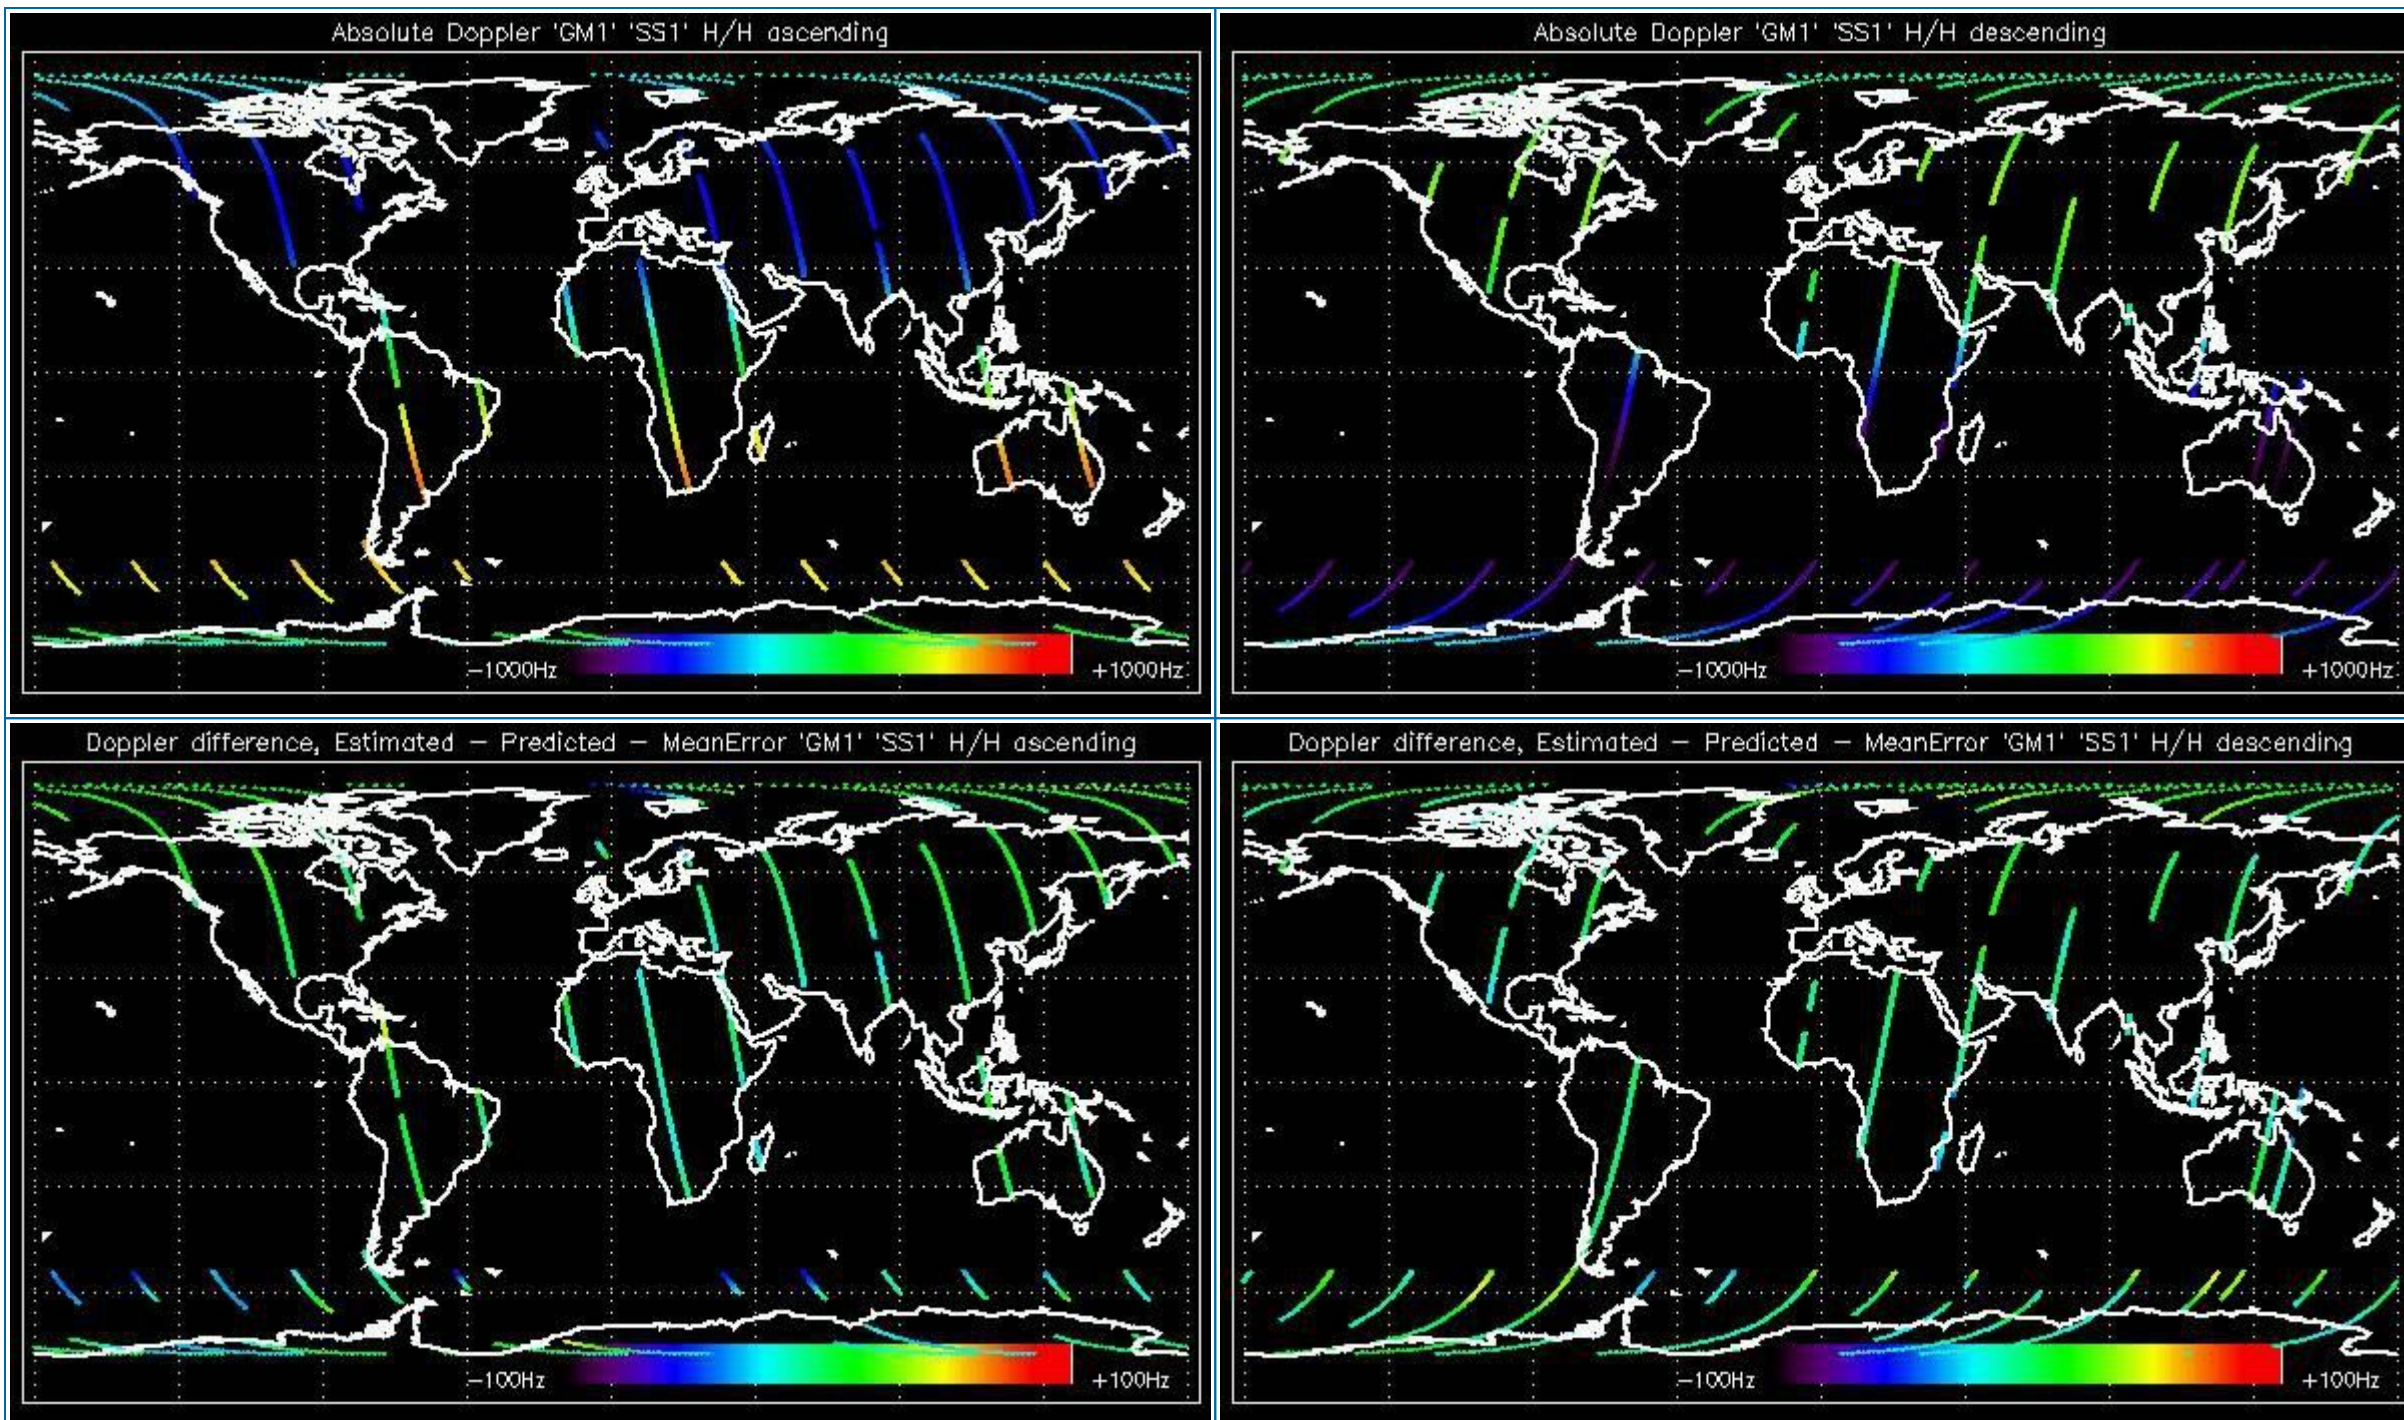 Absolute Doppler 'GM1' 'SS1' H/H ascending
-1000Hz
+1000Hz
Absolute Doppler 'GM1' 'SS1' H/H descending
-1000Hz
+1000Hz
Doppler difference, Estimated - Predicted - MeanError 'GM1' 'SS1' H/H ascending
-100Hz
+100Hz
Doppler difference, Estimated - Predicted - MeanError 'GM1' 'SS1' H/H descending
-100Hz
+100Hz